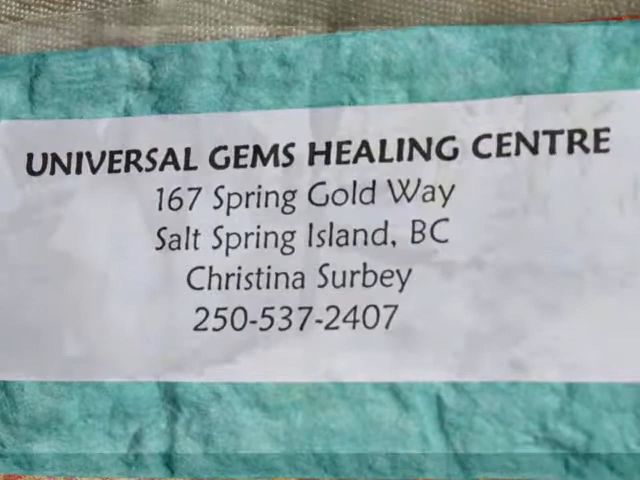 UNIVERSAL GEMS HEALING CENTRE
167 Spring Gold Way
Salt Spring Island, BC
Christina Surbey
250-537-2407